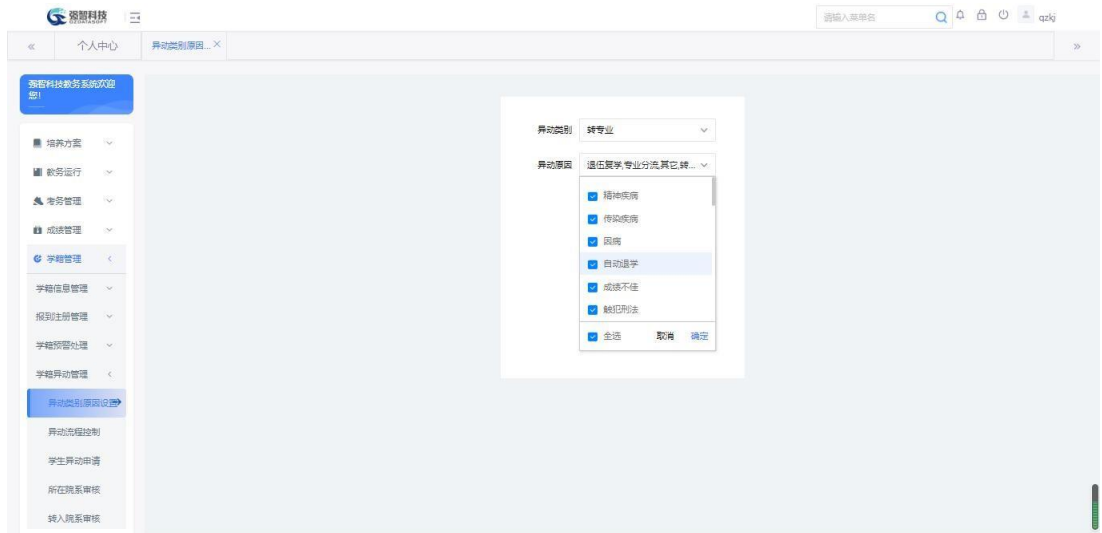 强智科技
QZDATASOFT
请输入菜单名
qzkj
个人中心
异动类别原因...
强智科技教务系统欢迎
您!
培养方案
教务运行
考务管理
成绩管理
学籍管理
学籍信息管理
报到注册管理
学籍预警处理
学籍异动管理
异动类别原因设置
异动流程控制
学生异动申请
所在院系审核
转入院系审核
异动类别 转专业
异动原因 退伍复学,专业分流,其它,转...
精神疾病
传染疾病
因病
自动退学
成绩不佳
触犯刑法
全选 取消 确定